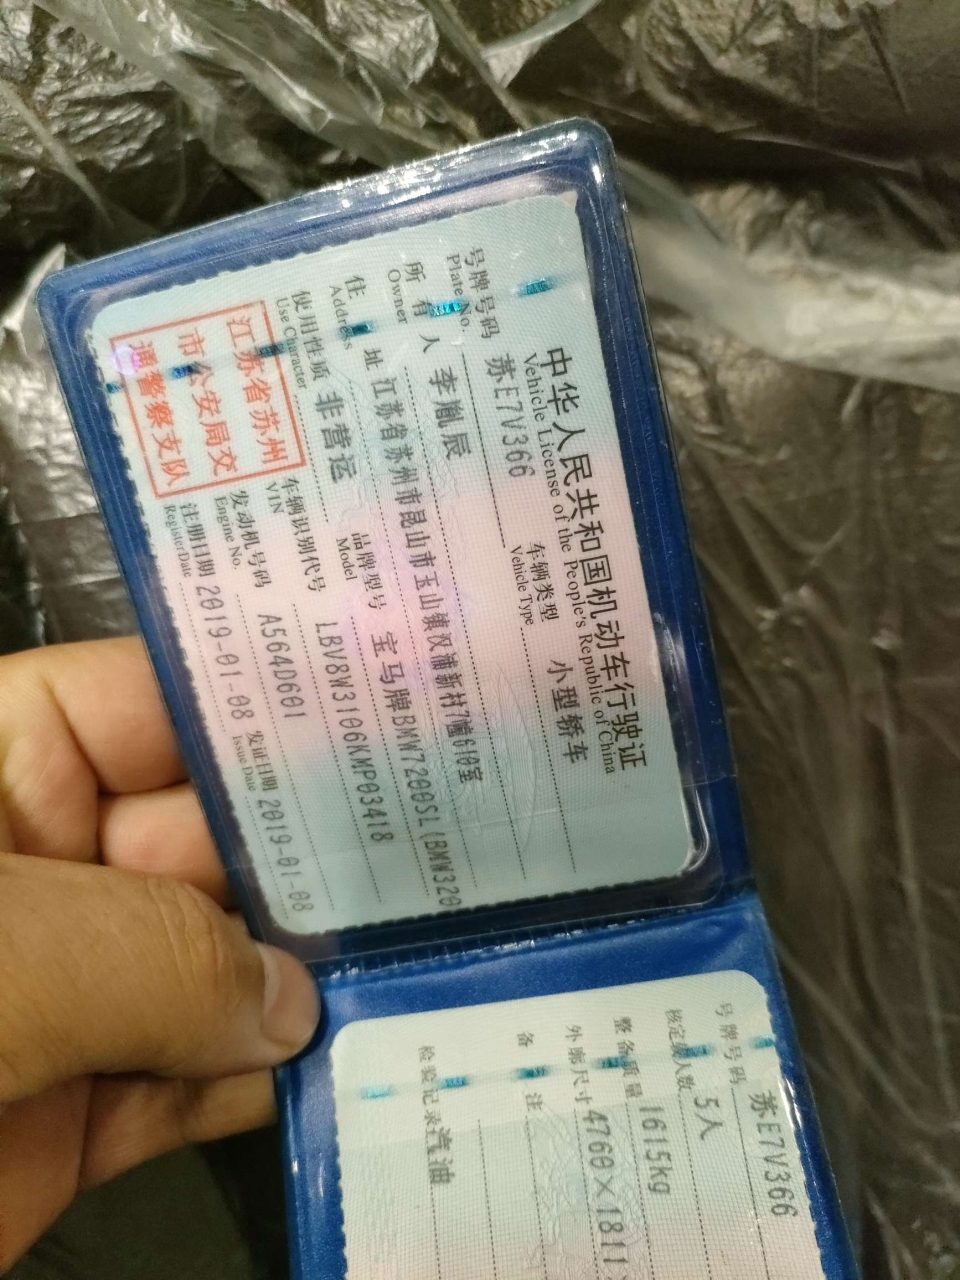 中华人民共和国机动车行驶证
Vehicle License of the People's Republic of China
号牌号码 苏E7V366 车辆类型 小型轿车
Plate No. Vehicle Type
所有人 李胤辰
Owner
住址 江苏省苏州市昆山市玉山镇汉浦新村7幢610室
Address
使用性质 非营运 品牌型号 宝马牌BMW7200SL(BMW320
Use Character Model
江苏省苏州
市公安局交
通警察支队
车辆识别代号 LBV8W3106KMP03418
VIN
发动机号码 A564D601
Engine No.
注册日期 2019-01-08 发证日期 2019-01-08
Register Date Issue Date
号牌号码 苏E7V366
核定载人数 5人
整备质量 1615kg
外廓尺寸 4760×1811×
备注
检验记录 汽油